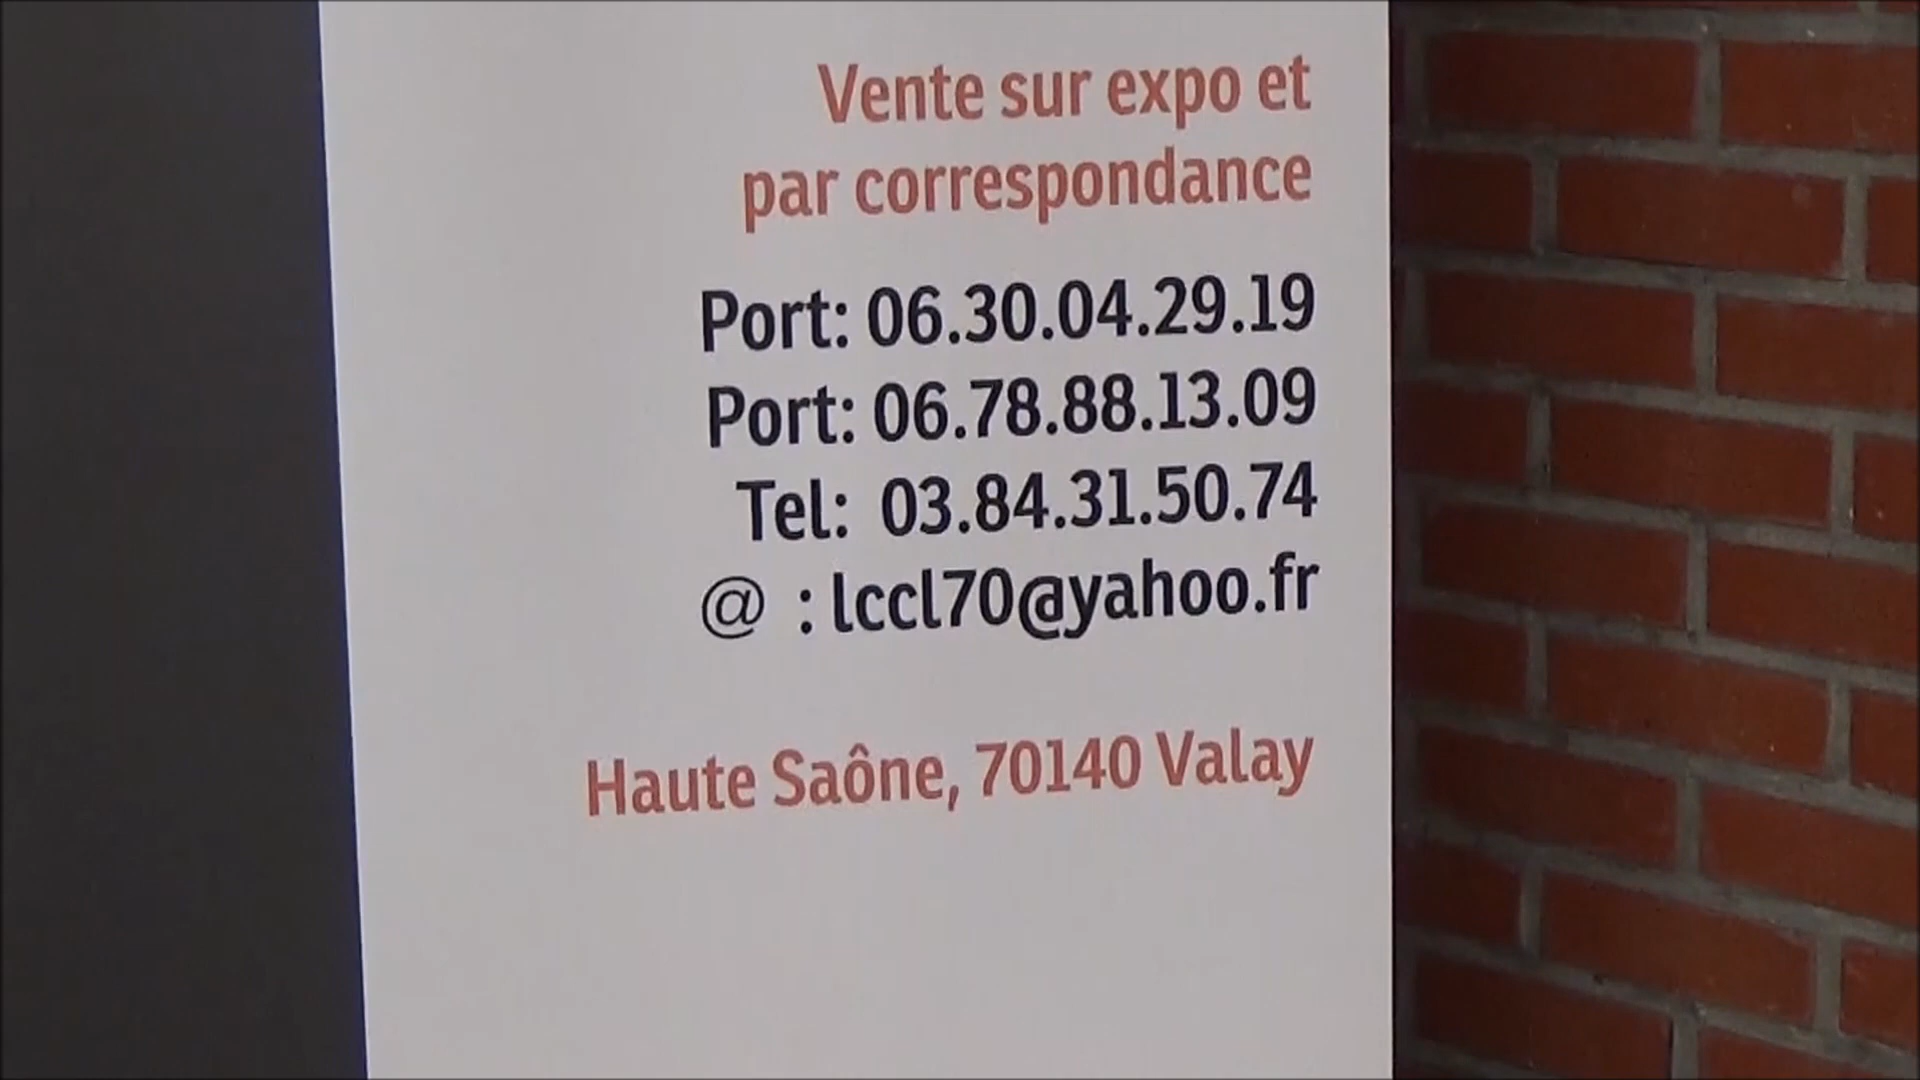 Vente sur expo et
par correspondance
Port: 06.30.04.29.19
Port: 06.78.88.13.09
Tel: 03.84.31.50.74
@ : lccl70@yahoo.fr
Haute Saône, 70140 Valay